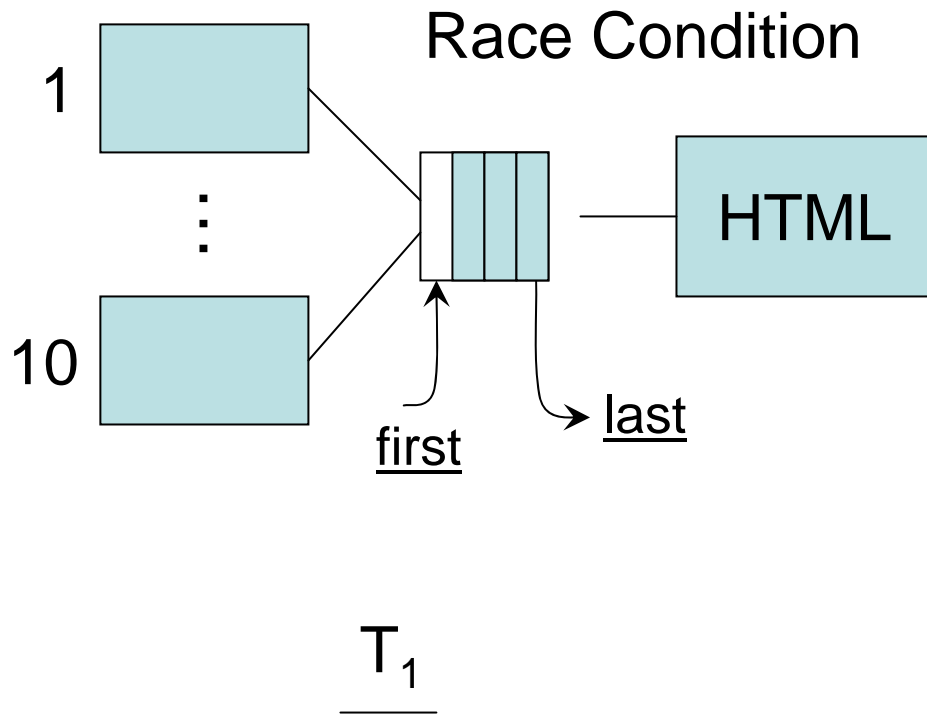 Race Condition
1
⋮
HTML
10
first
last
T₁